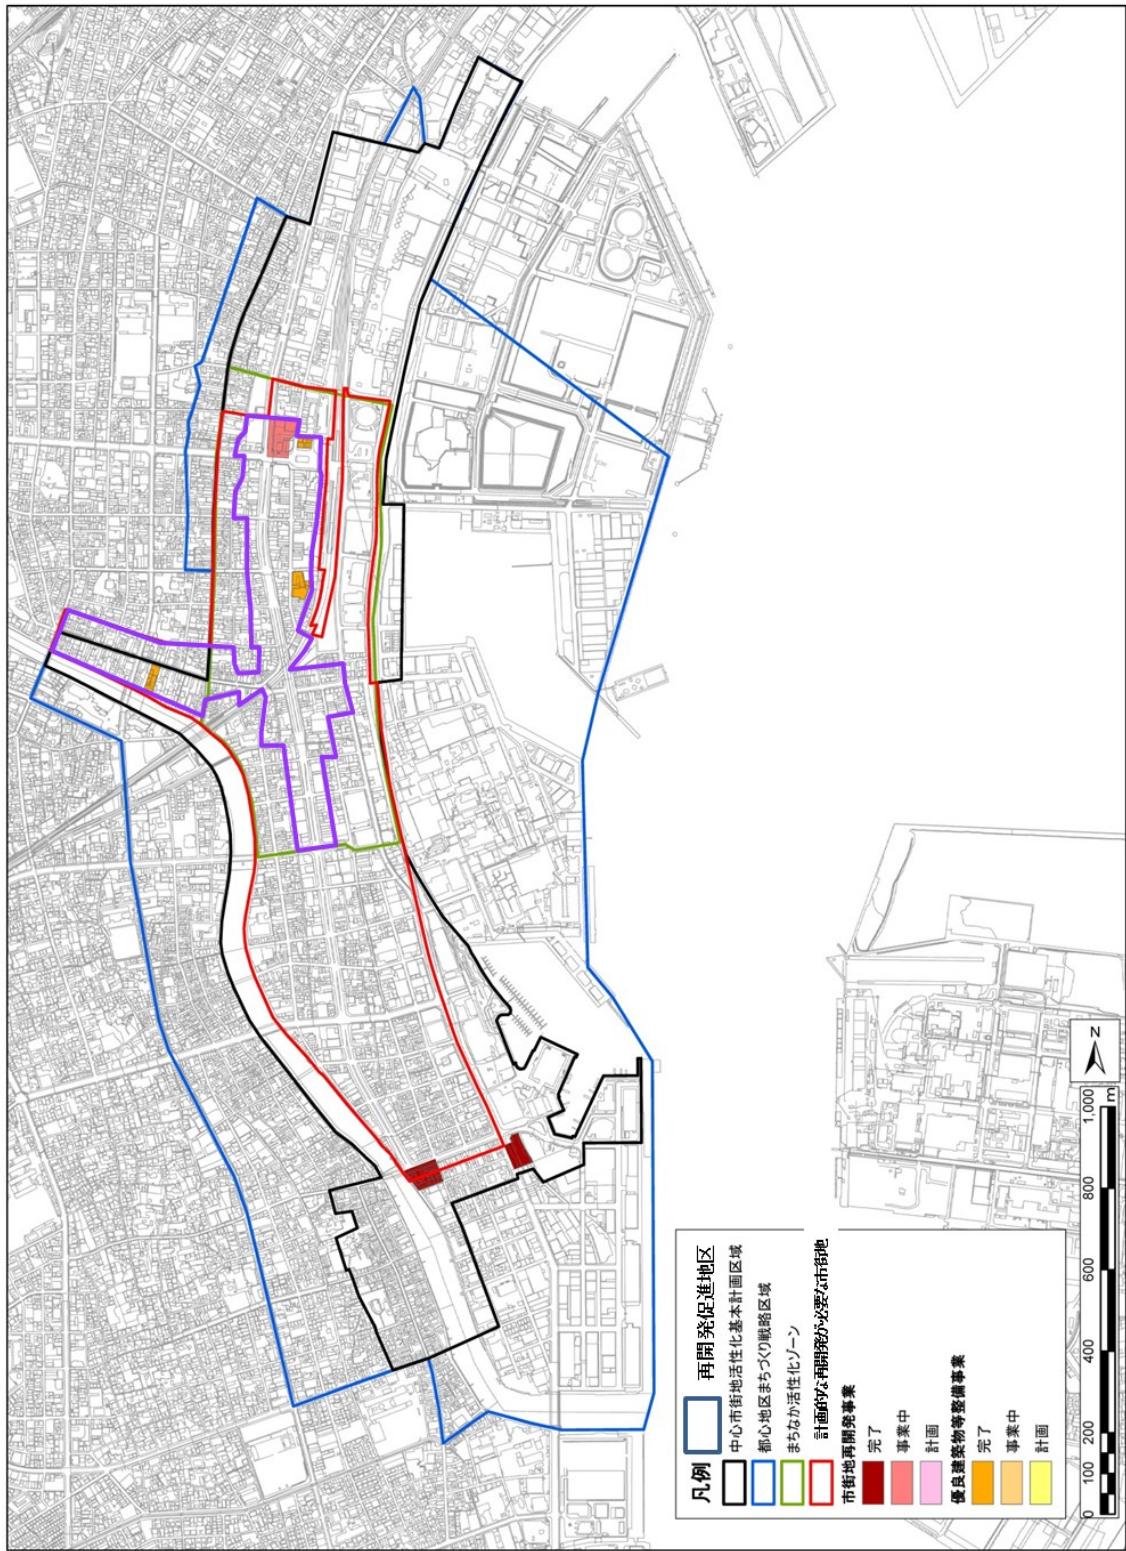 凡例
再開発促進地区
中心市街地活性化基本計画区域
都心地区まちづくり戦略区域
まちなか活性化ゾーン
計画的な再開発が必要な市街地
市街地再開発事業
完了
事業中
計画
優良建築物等整備事業
完了
事業中
計画
0 100 200 400 600 800 1,000
m
N